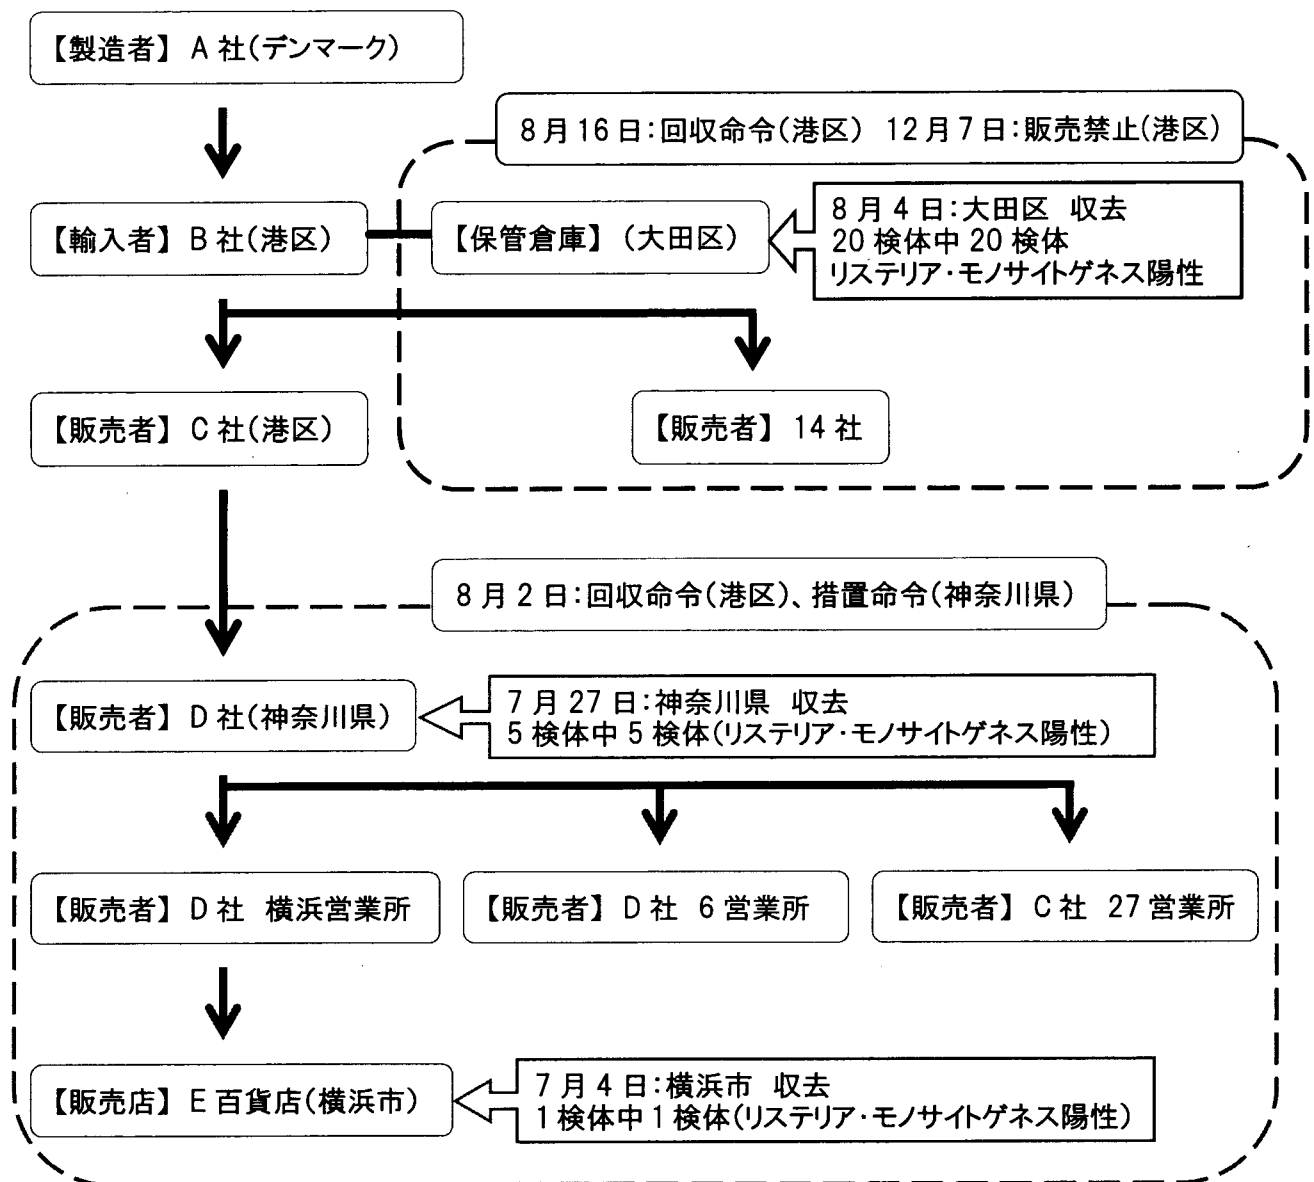 【製造者】 A社(デンマーク)
8月16日:回収命令(港区) 12月7日:販売禁止(港区)
【輸入者】 B社(港区)
【保管倉庫】 (大田区)
8月4日:大田区 収去
20検体中20検体
リステリア・モノサイトゲネス陽性
【販売者】 C社(港区)
【販売者】 14社
8月2日:回収命令(港区)、措置命令(神奈川県)
【販売者】 D社(神奈川県)
7月27日:神奈川県 収去
5検体中5検体(リステリア・モノサイトゲネス陽性)
【販売者】 D社 横浜営業所
【販売者】 D社 6営業所
【販売者】 C社 27営業所
【販売店】 E百貨店(横浜市)
7月4日:横浜市 収去
1検体中1検体(リステリア・モノサイトゲネス陽性)